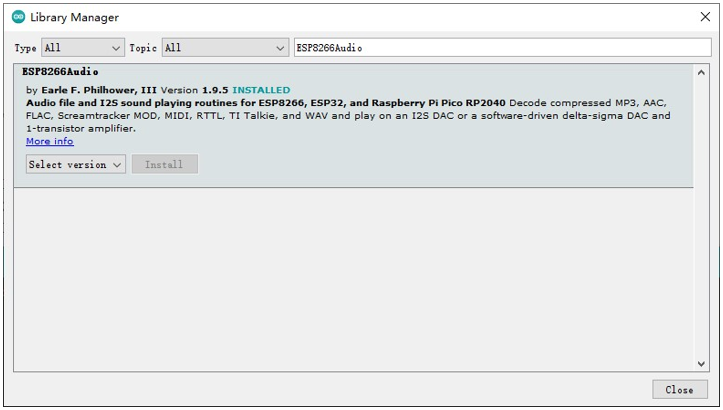 Library Manager
Type All Topic All ESP8266Audio
ESP8266Audio
by Earle F. Philhower, III Version 1.9.5 INSTALLED
Audio file and I2S sound playing routines for ESP8266, ESP32, and Raspberry Pi Pico RP2040 Decode compressed MP3, AAC,
FLAC, Screamtracker MOD, MIDI, RTTL, TI Talkie, and WAV and play on an I2S DAC or a software-driven delta-sigma DAC and
1-transistor amplifier.
More info
Select version Install
Close